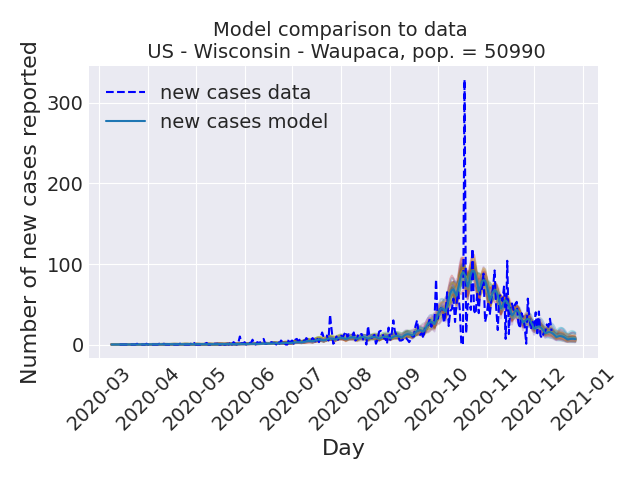 Model comparison to data
US - Wisconsin - Waupaca, pop. = 50990
Number of new cases reported
300
200
100
0
new cases data
new cases model
2020-03
2020-04
2020-05
2020-06
2020-07
2020-08
2020-09
2020-10
2020-11
2020-12
2021-01
Day